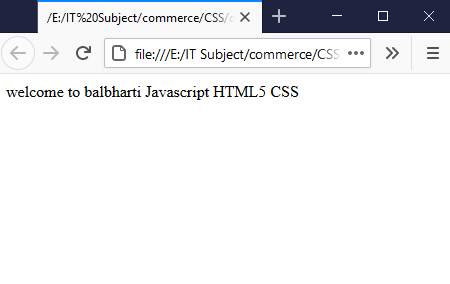 /E:/IT%20Subject/commerce/CSS/
file:///E:/IT Subject/commerce/CSS
welcome to balbharti Javascript HTML5 CSS